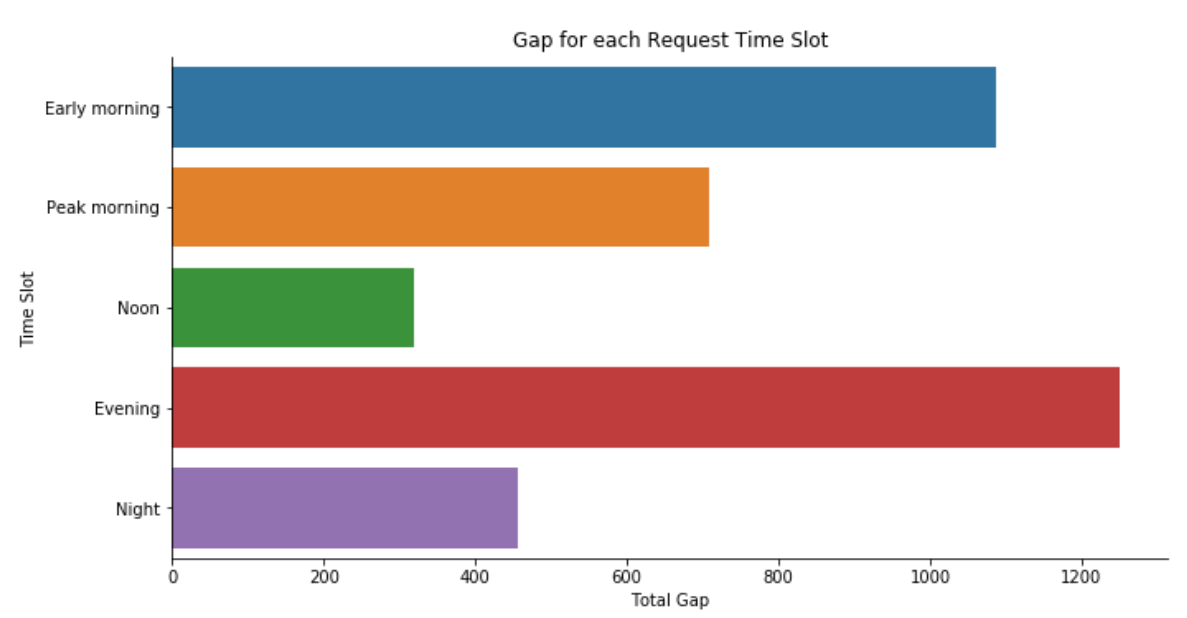 Gap for each Request Time Slot
Time Slot
Early morning
Peak morning
Noon
Evening
Night
0 200 400 600 800 1000 1200
Total Gap